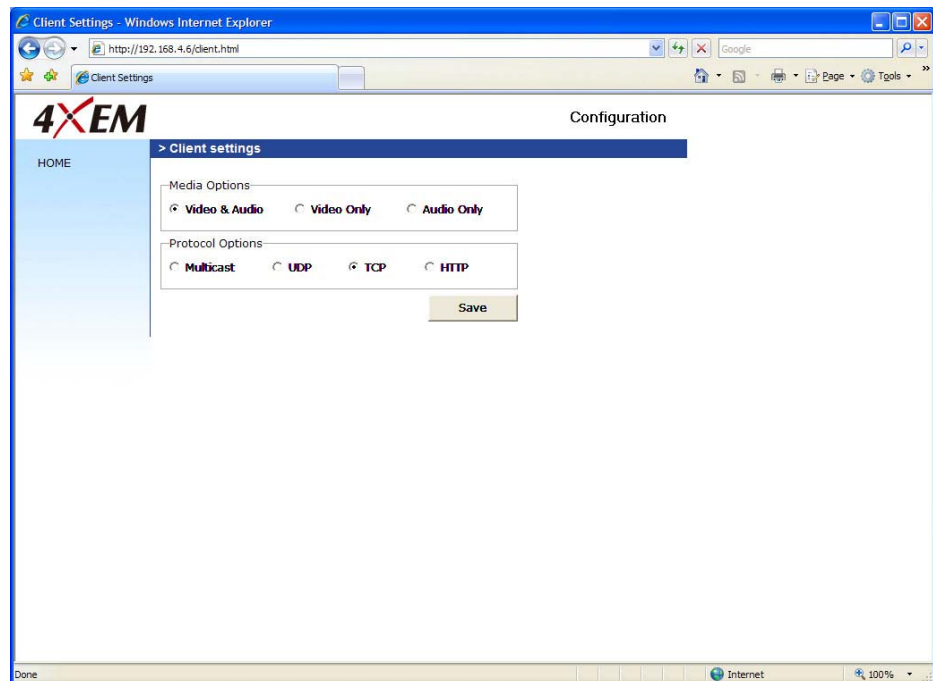 Client Settings - Windows Internet Explorer
http://192.168.4.6/client.html
Google
Client Settings
Page
Tools
4XEM
Configuration
HOME
> Client settings
Media Options
Video & Audio Video Only Audio Only
Protocol Options
Multicast UDP TCP HTTP
Save
Done Internet 100%